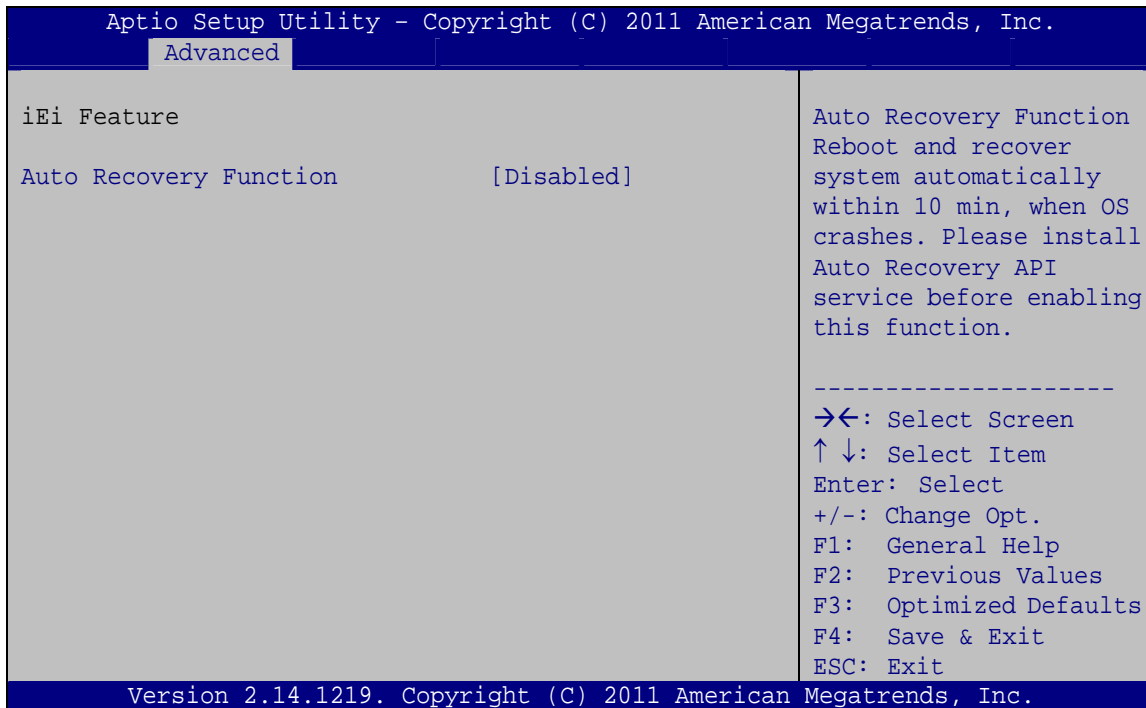 Aptio Setup Utility – Copyright (C) 2011 American Megatrends, Inc.
Advanced
iEi Feature
Auto Recovery Function [Disabled]
Auto Recovery Function
Reboot and recover
system automatically
within 10 min, when OS
crashes. Please install
Auto Recovery API
service before enabling
this function.
---------------------
→←: Select Screen
↑ ↓: Select Item
Enter: Select
+/-: Change Opt.
F1: General Help
F2: Previous Values
F3: Optimized Defaults
F4: Save & Exit
ESC: Exit
Version 2.14.1219. Copyright (C) 2011 American Megatrends, Inc.